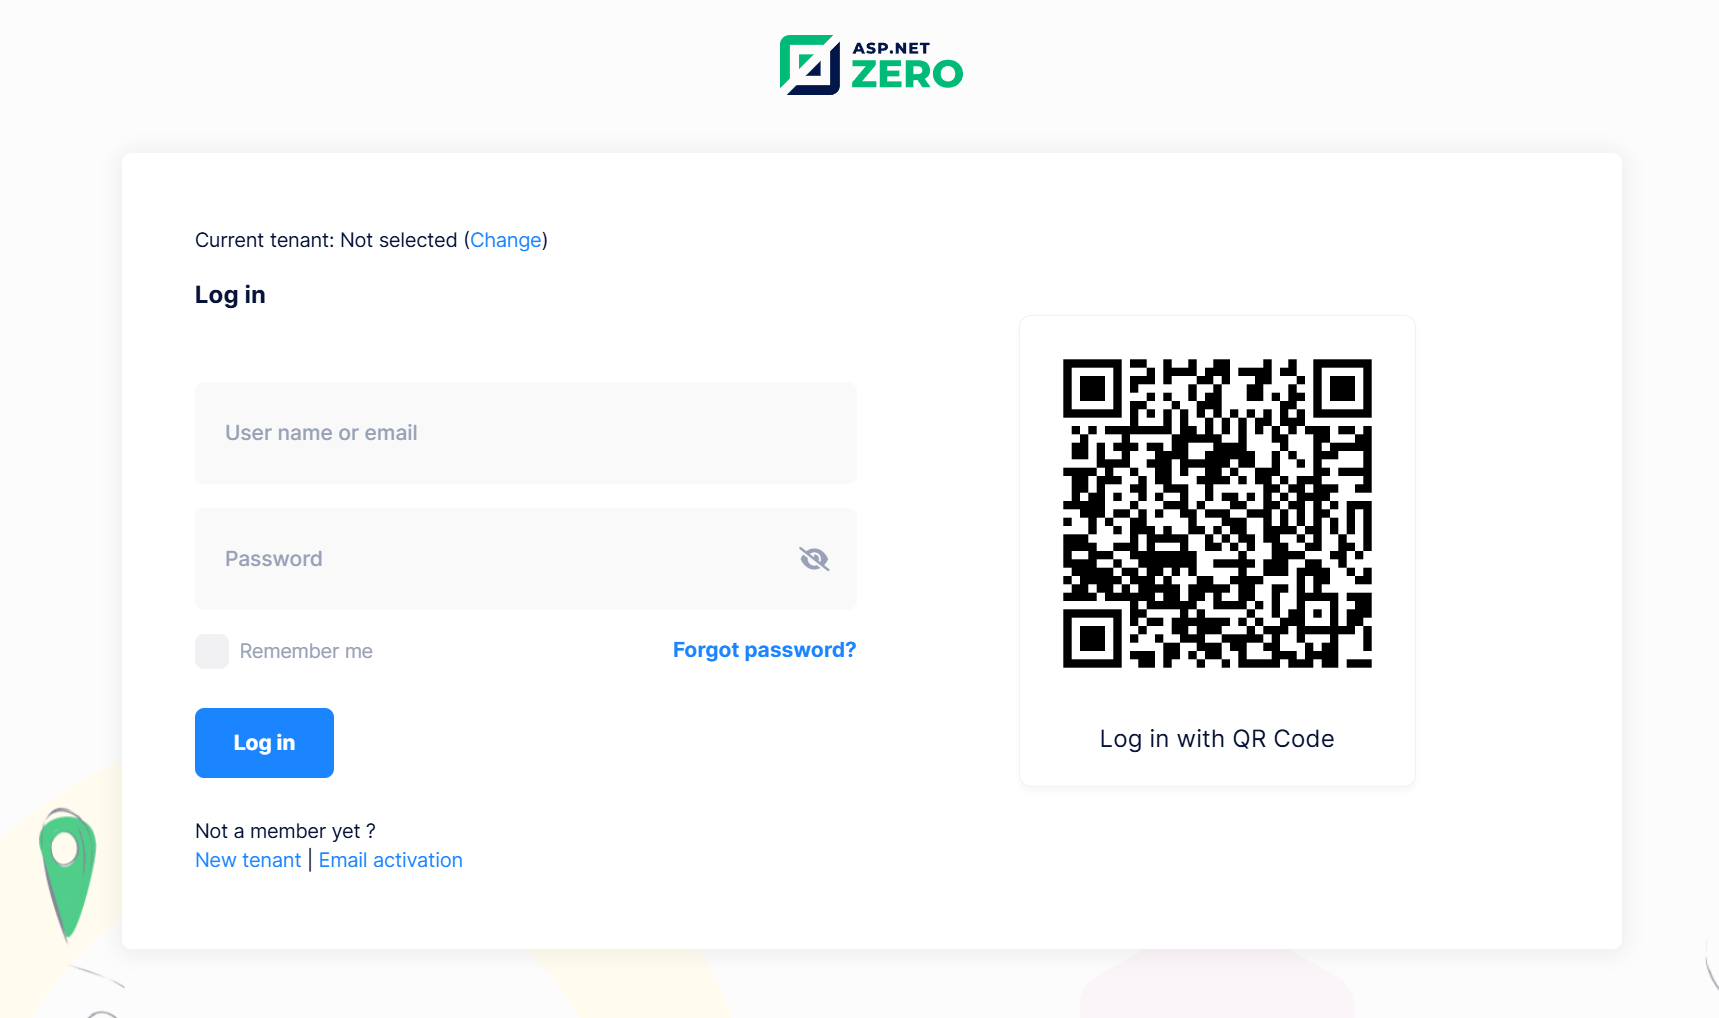 ASP.NET
ZERO
Current tenant: Not selected (Change)
Log in
User name or email
Password
Remember me
Forgot password?
Log in
Not a member yet ?
New tenant | Email activation
Log in with QR Code